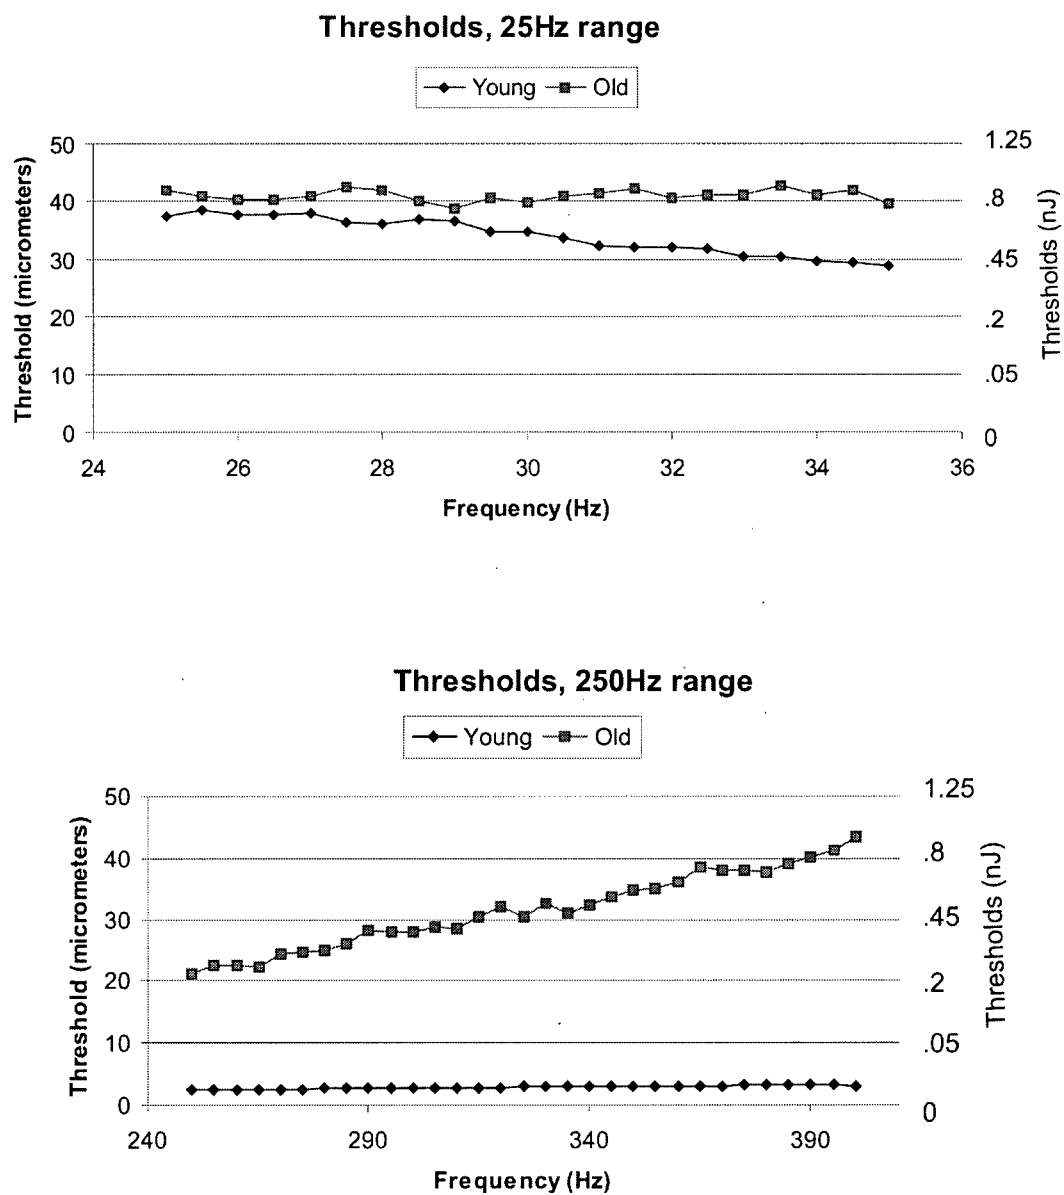 Thresholds, 25Hz range
Young Old
Threshold (micrometers)
50
40
30
20
10
0
1.25
.8
.45
.2
.05
0
Thresholds (nJ)
24 26 28 30 32 34 36
Frequency (Hz)
Thresholds, 250Hz range
Young Old
Threshold (micrometers)
50
40
30
20
10
0
1.25
.8
.45
.2
.05
0
Thresholds (nJ)
240 290 340 390
Frequency (Hz)